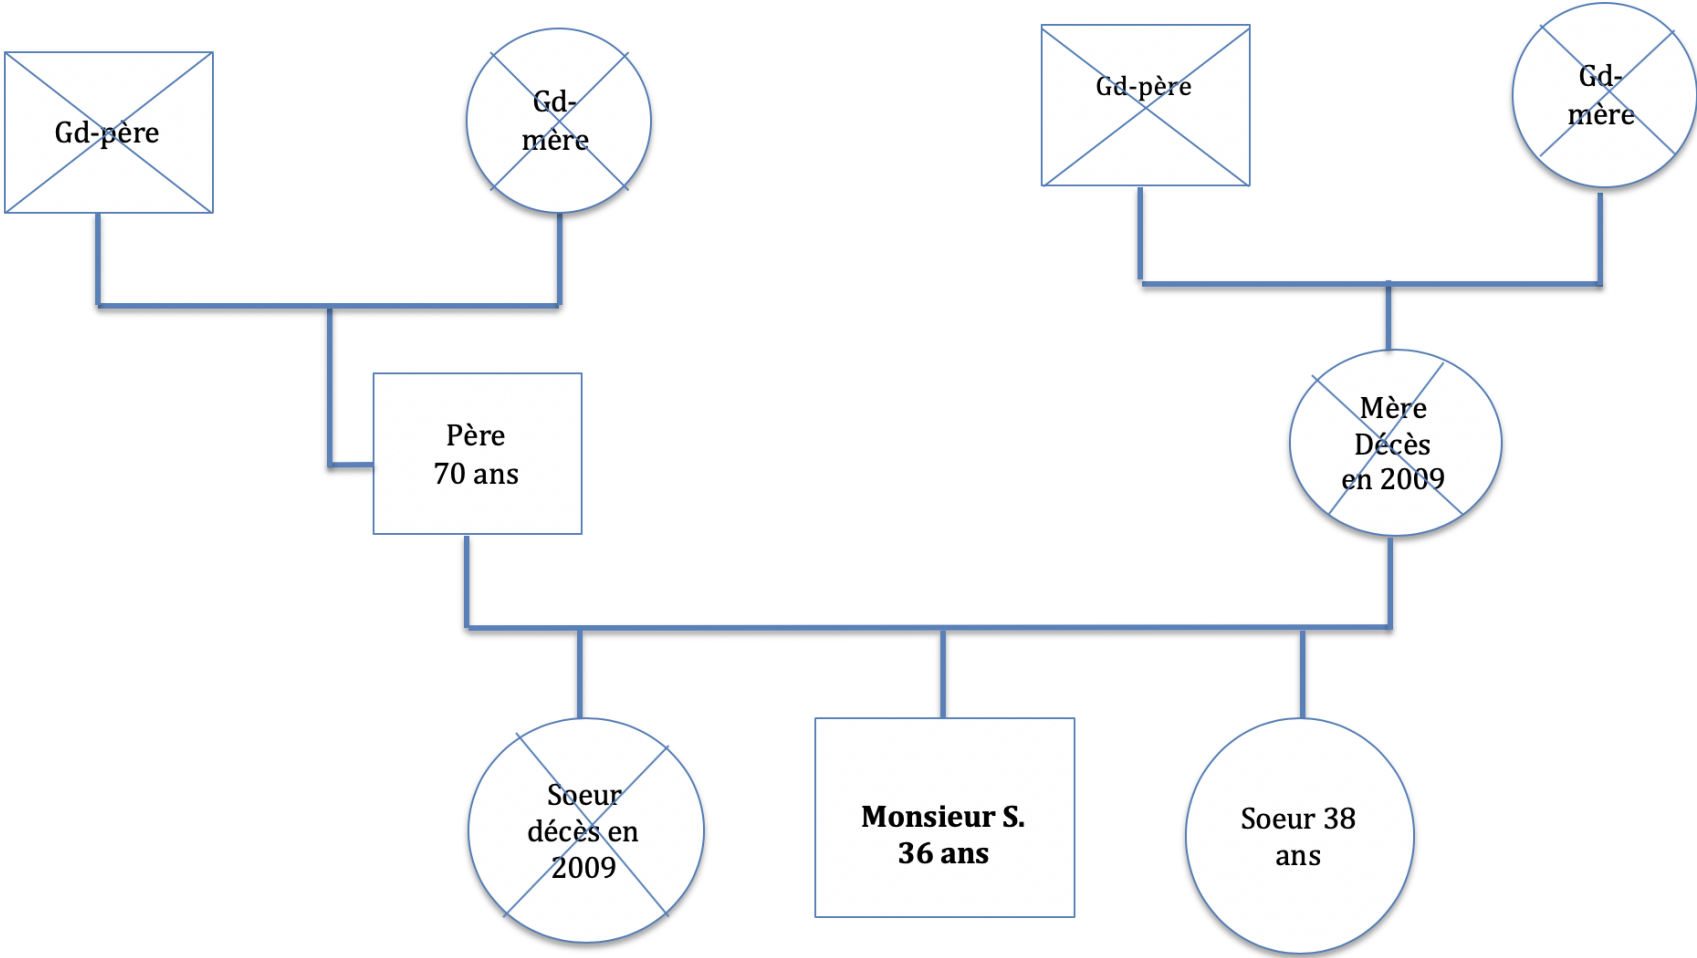 Gd-père
Gd-
mère
Gd-père
Gd-
mère
Père
70 ans
Mère
Décès
en 2009
Soeur
décès en
2009
Monsieur S.
36 ans
Soeur 38
ans